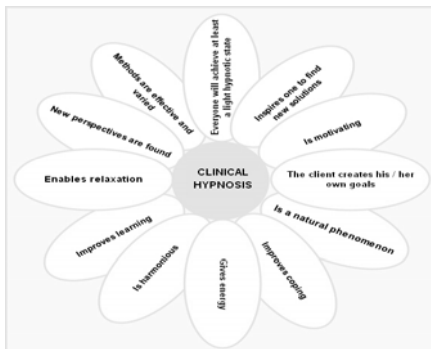 Everyone will achieve at least
a light hypnotic state
Inspires one to find
new solutions
Is motivating
The client creates his / her
own goals
Is a natural phenomenon
Improves coping
Gives energy
Is harmonious
Improves learning
Enables relaxation
New perspectives are found
Methods are effective and
varied
CLINICAL
HYPNOSIS